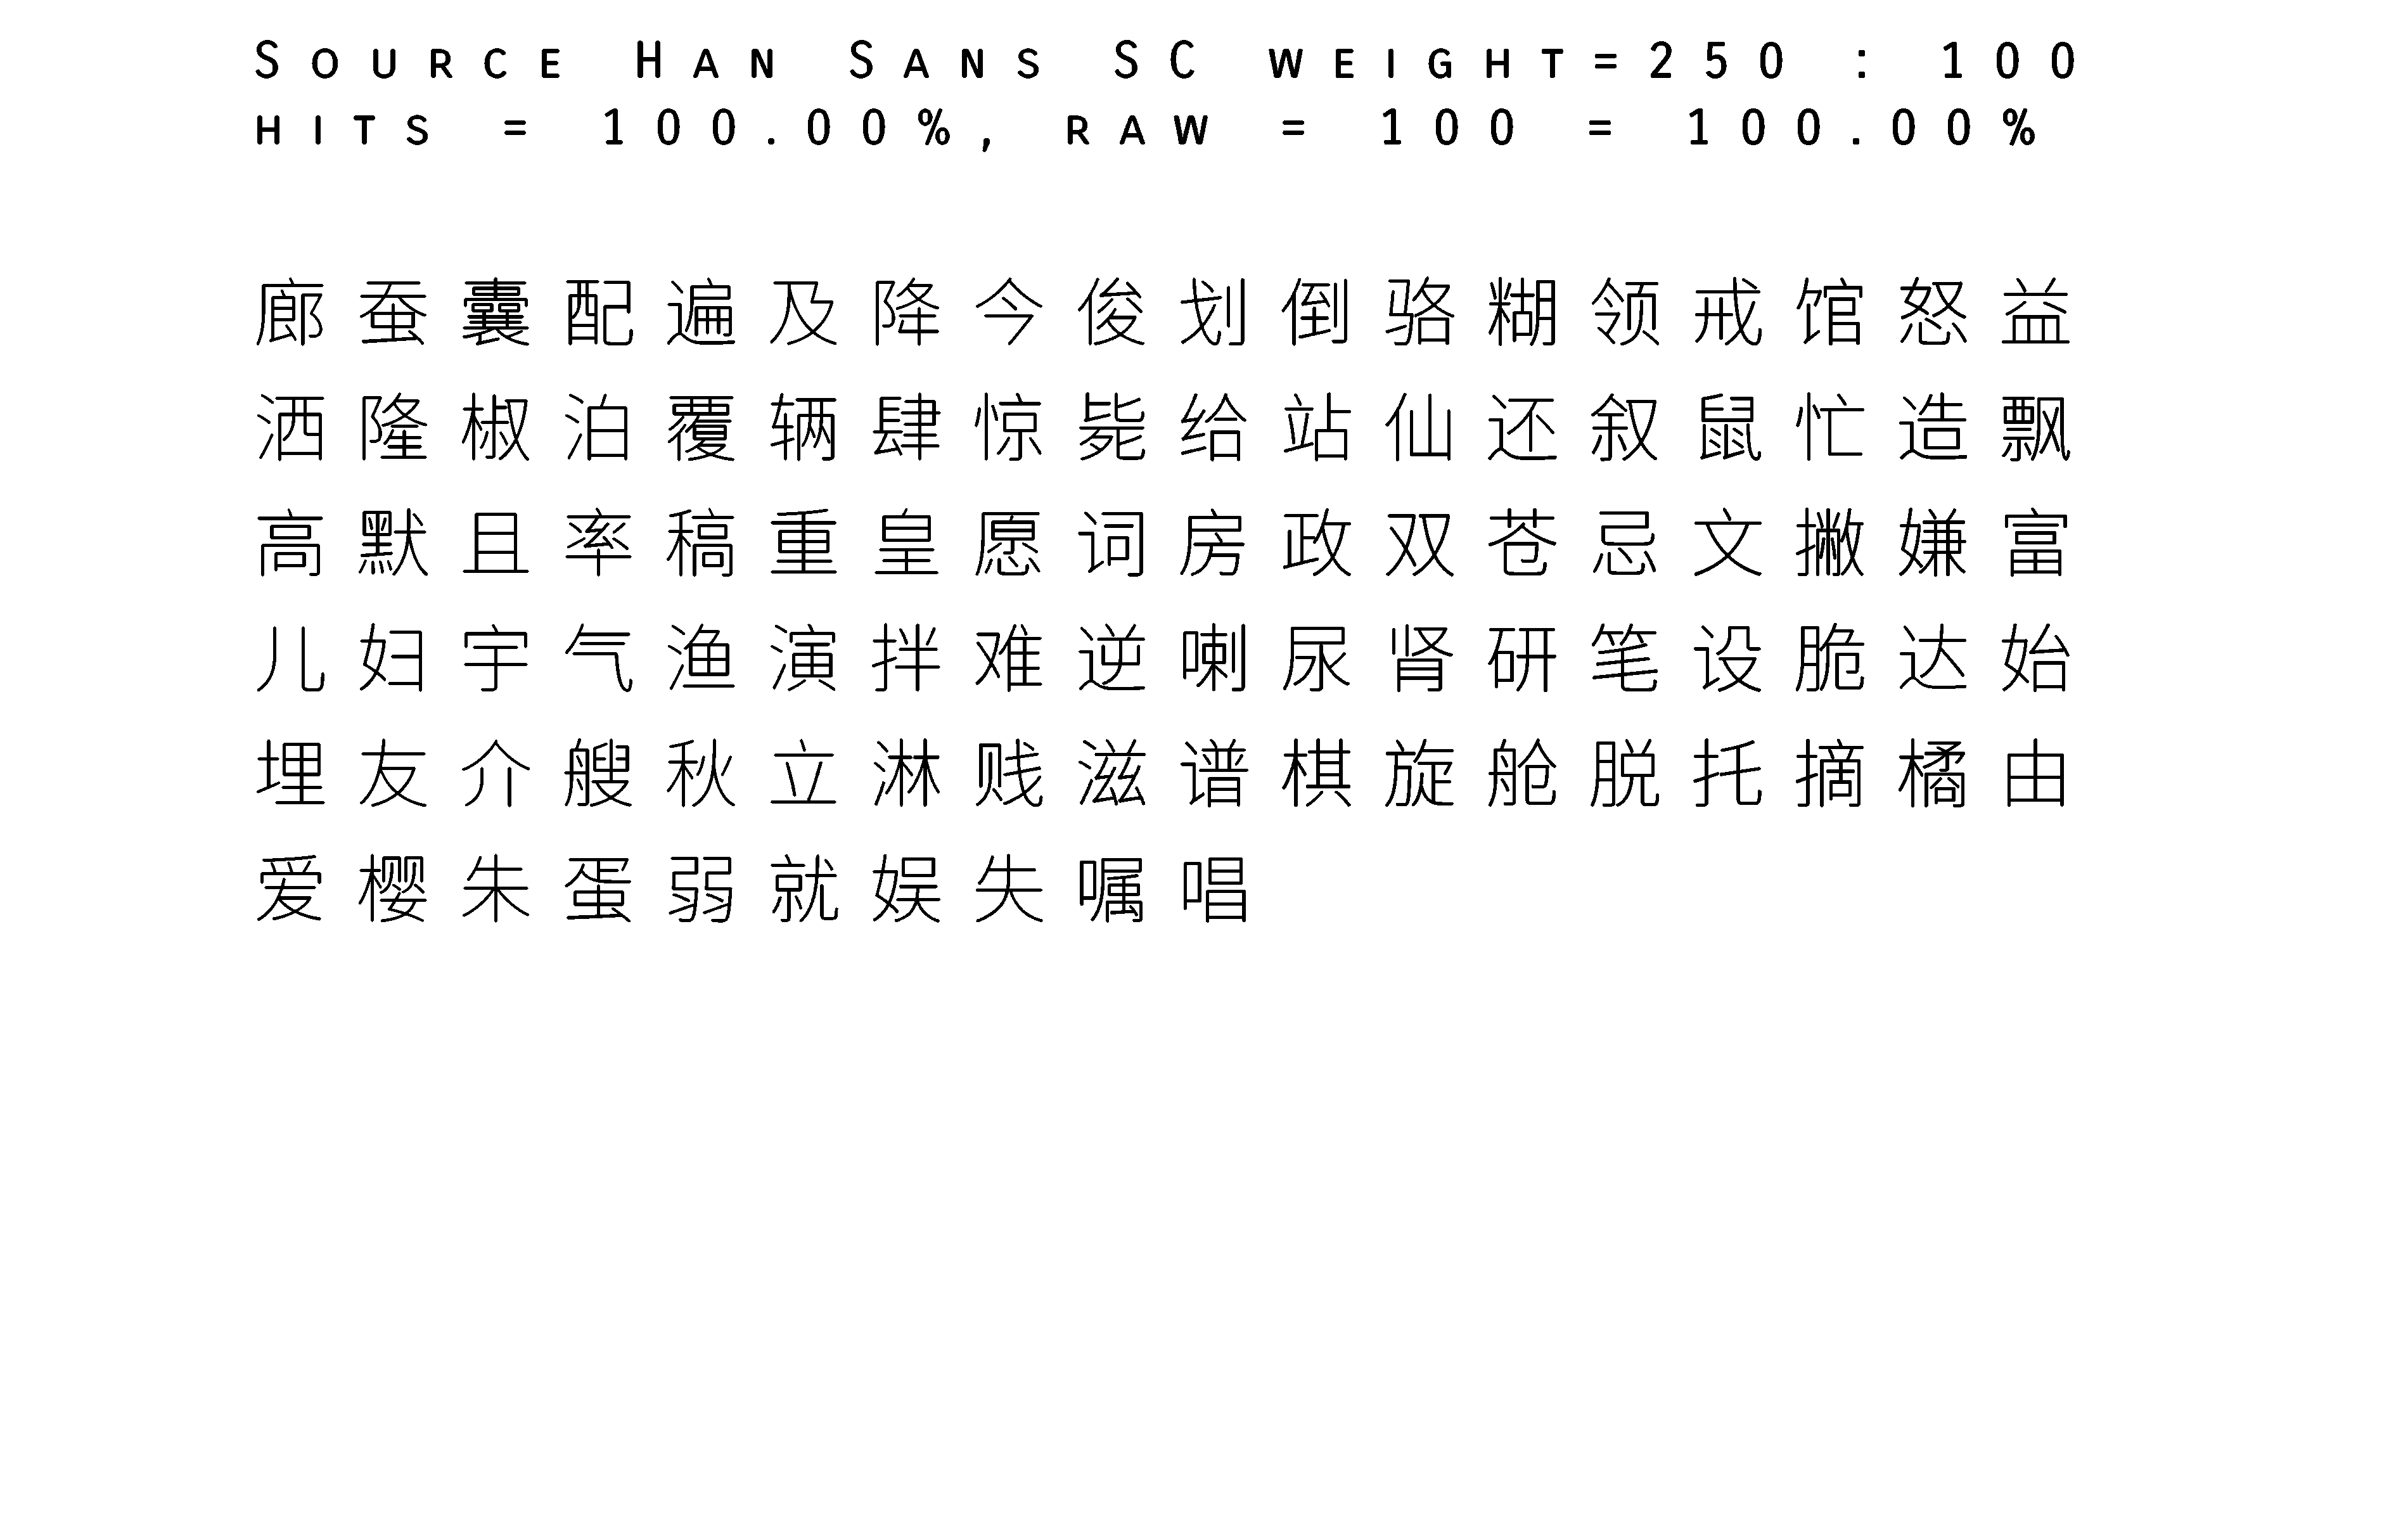 Source Han Sans SC weight=250 : 100
hits = 100.00%, raw = 100 = 100.00%
廊蚕囊配遍及降今俊划倒骆糊领戒馆怒益
洒隆椒泊覆辆肆惊毙给站仙还叙鼠忙造飘
高默且率稿重皇愿词房政双苍忌文撇嫌富
儿妇宇气渔演拌难逆喇尿肾研笔设脆达始
埋友介艘秋立淋贱滋谱棋旋舱脱托摘橘由
爱樱朱蛋弱就娱失嘱唱